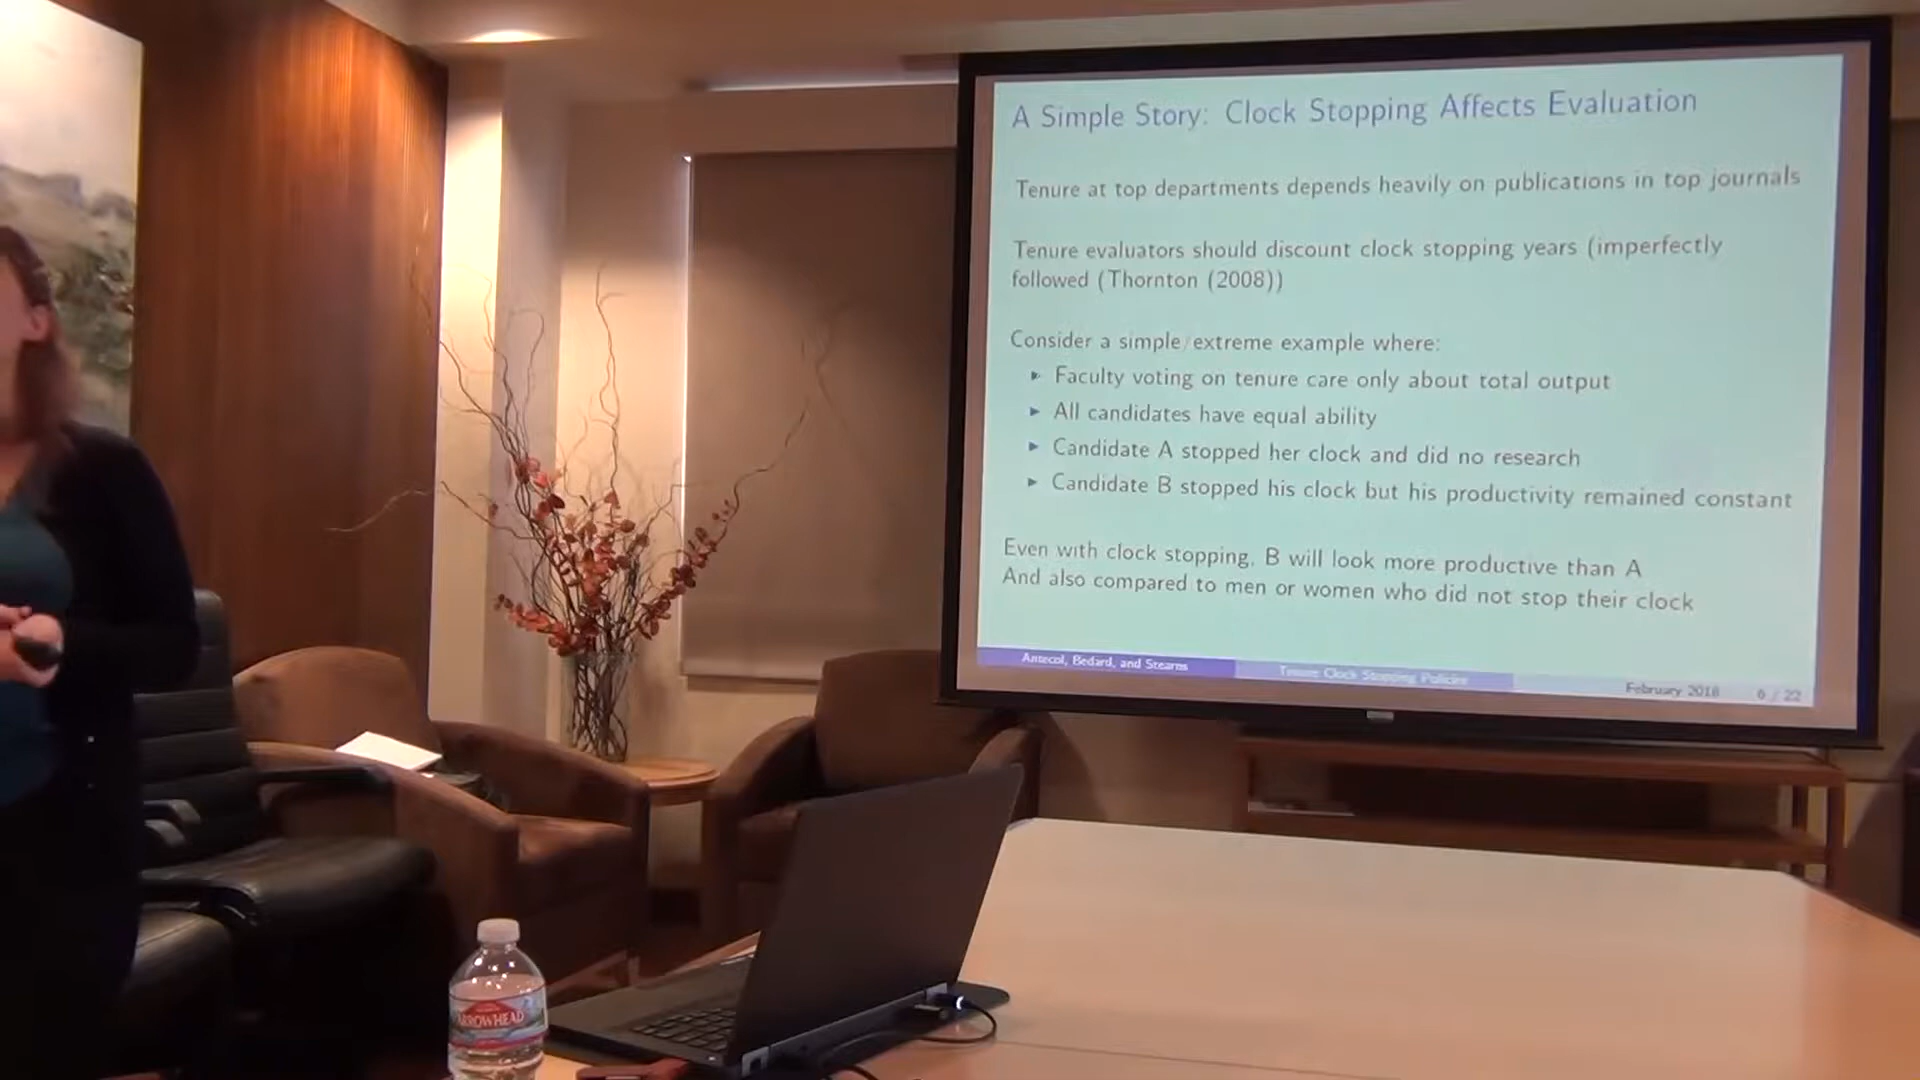 A Simple Story: Clock Stopping Affects Evaluation
Tenure at top departments depends heavily on publications in top journals
Tenure evaluators should discount clock stopping years (imperfectly
followed (Thornton (2008))
Consider a simple/extreme example where:
▶ Faculty voting on tenure care only about total output
▶ All candidates have equal ability
▶ Candidate A stopped her clock and did no research
▶ Candidate B stopped his clock but his productivity remained constant
Even with clock stopping, B will look more productive than A
And also compared to men or women who did not stop their clock
Antecol, Bedard, and Stearns
Tenure Clock Stopping Policies
February 2018
6 / 22
ARROWHEAD